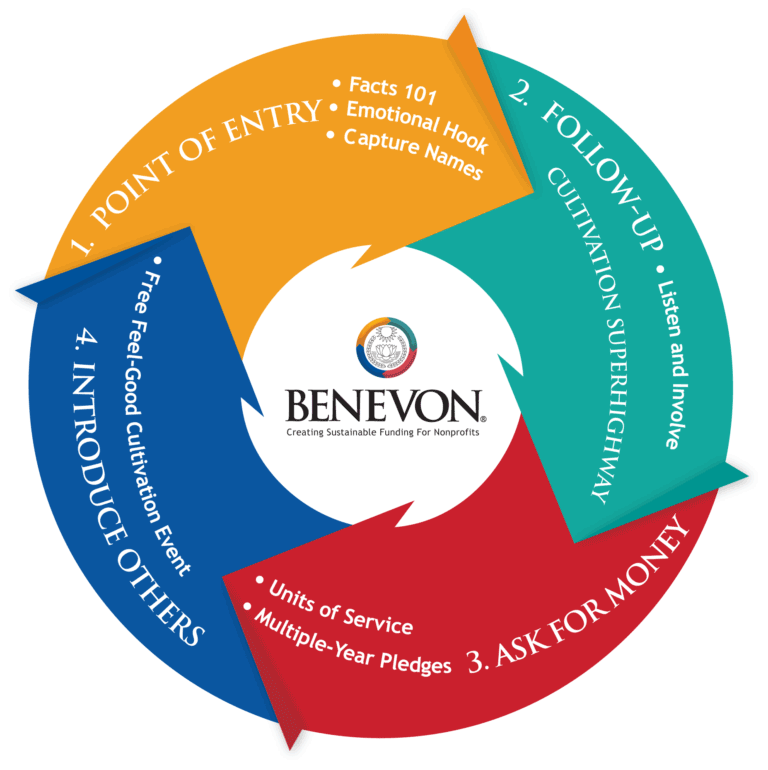 1. POINT OF ENTRY
• Facts 101
• Emotional Hook
• Capture Names
2. FOLLOW-UP
CULTIVATION SUPERHIGHWAY
• Listen and Involve
3. ASK FOR MONEY
• Units of Service
• Multiple-Year Pledges
4. INTRODUCE OTHERS
• Free Feel-Good Cultivation Event
BENEVON®
Creating Sustainable Funding For Nonprofits